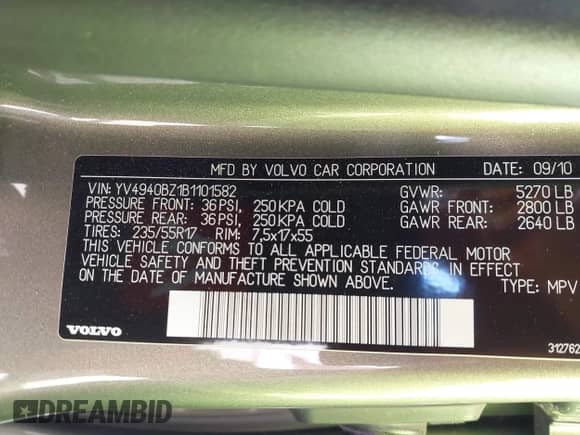 MFD BY VOLVO CAR CORPORATION DATE: 09/10
VIN: YV4940BZ1B1101582 GVWR: 5270 LB
PRESSURE FRONT: 36 PSI, 250 KPA COLD GAWR FRONT: 2800 LB
PRESSURE REAR: 36 PSI, 250 KPA COLD GAWR REAR: 2640 LB
TIRES: 235/55R17 RIM: 7,5x17x55
THIS VEHICLE CONFORMS TO ALL APPLICABLE FEDERAL MOTOR
VEHICLE SAFETY AND THEFT PREVENTION STANDARDS IN EFFECT
ON THE DATE OF MANUFACTURE SHOWN ABOVE.
TYPE: MPV
VOLVO
312762
DREAMBID